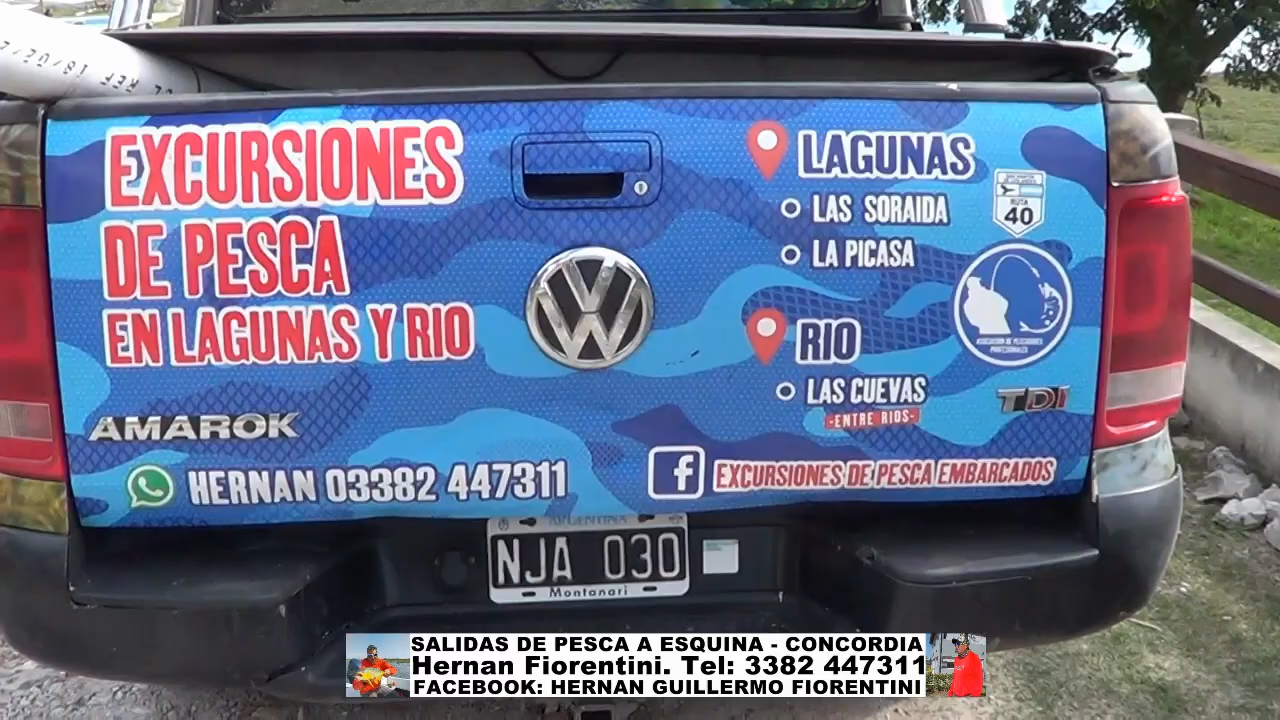 EXCURSIONES
DE PESCA
EN LAGUNAS Y RIO
LAGUNAS
LAS SORAIDA
LA PICASA
RUTA
40
RIO
LAS CUEVAS
-ENTRE RIOS-
AMAROK
TDI
HERNAN 03382 447311
f EXCURSIONES DE PESCA EMBARCADOS
ARGENTINA
NJA 030
Montanari
SALIDAS DE PESCA A ESQUINA - CONCORDIA
Hernan Fiorentini. Tel: 3382 447311
FACEBOOK: HERNAN GUILLERMO FIORENTINI